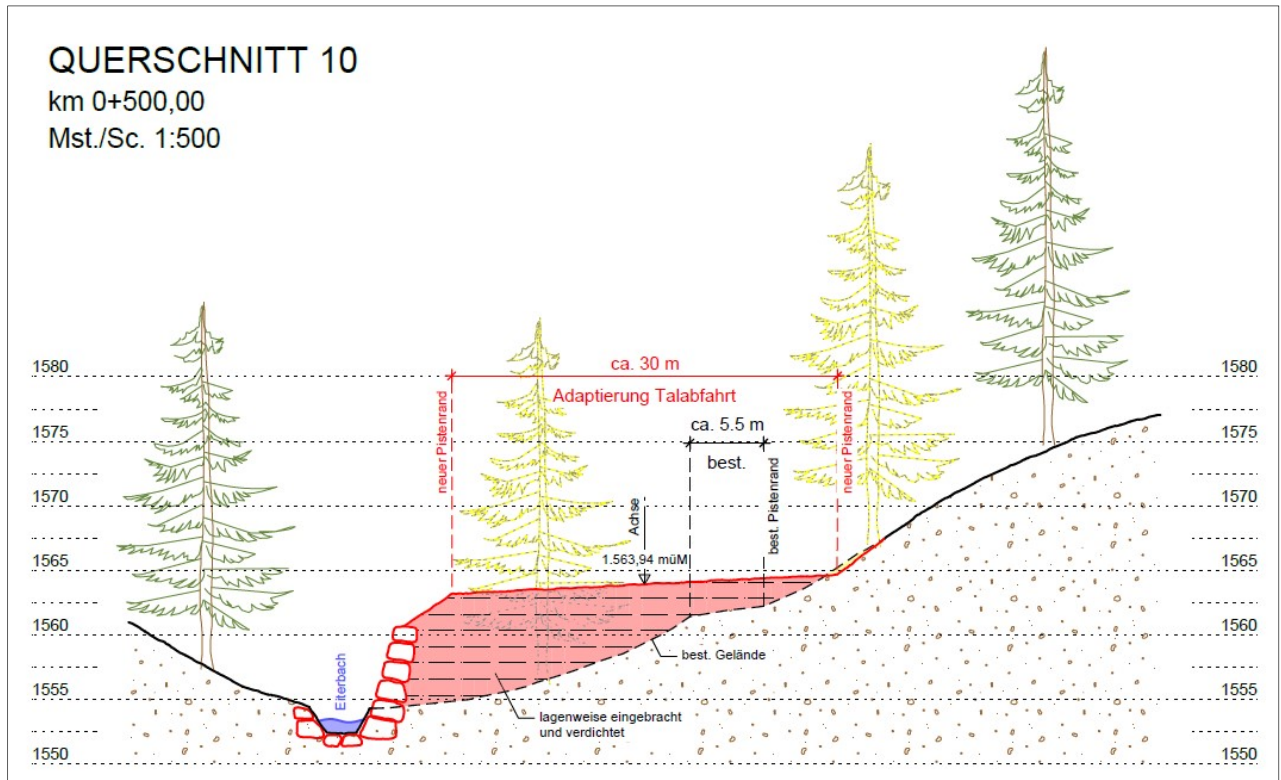 QUERSCHNITT 10
km 0+500,00
Mst./Sc. 1:500
1580
1575
1570
1565
1560
1555
1550
ca. 30 m
Adaptierung Talabfahrt
ca. 5.5 m
best.
neuer Pistenrand
Achse
1.563,94 müM
best. Pistenrand
neuer Pistenrand
Eiterbach
best. Gelände
lagenweise eingebracht
und verdichtet
1580
1575
1570
1565
1560
1555
1550